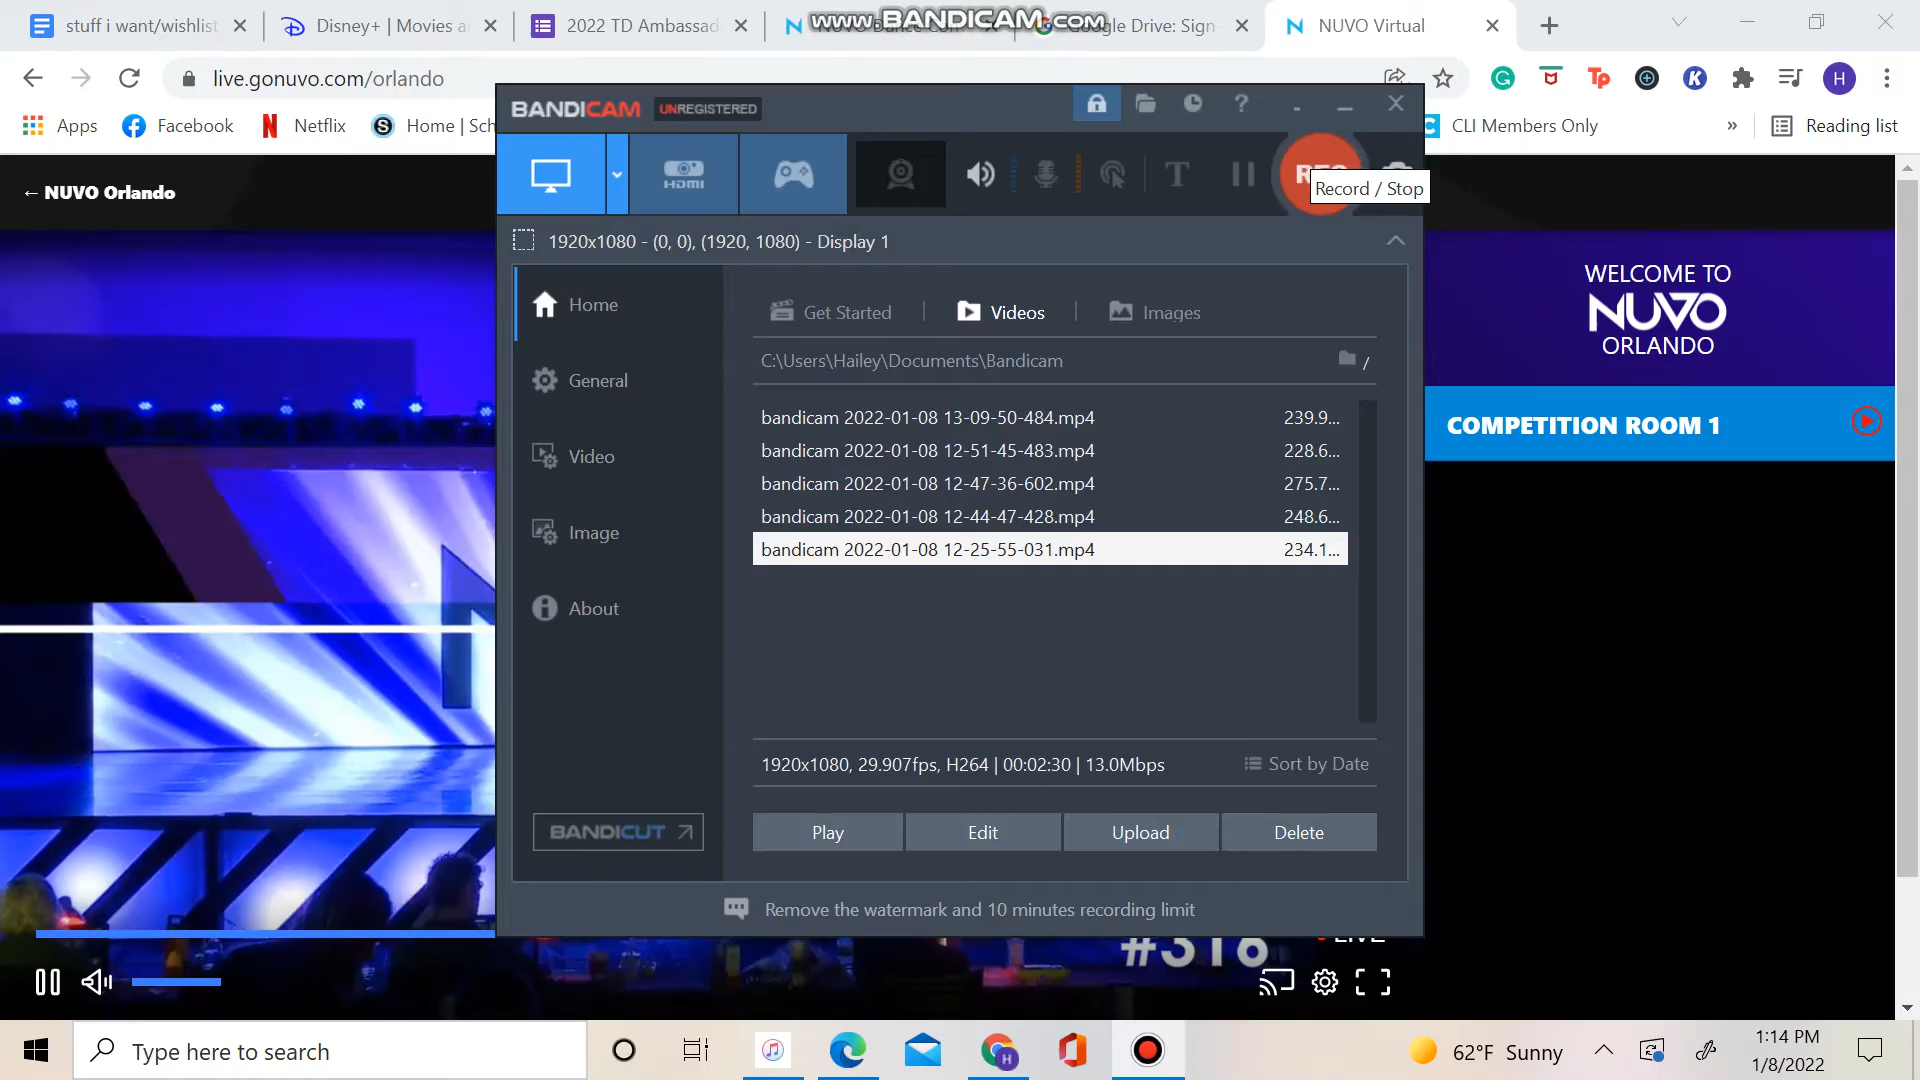 stuff i want/wishlist
Disney+ | Movies a
2022 TD Ambassad
NUVO Dance Con
Google Drive: Sign-
NUVO Virtual
www.BANDICAM.com
live.gonuvo.com/orlando
Apps
Facebook
Netflix
Home | Sch
CLI Members Only
»
Reading list
← NUVO Orlando
BANDICAM UNREGISTERED
HDMI
REC
Record / Stop
1920x1080 - (0, 0), (1920, 1080) - Display 1
Home
General
Video
Image
About
Get Started
Videos
Images
C:\Users\Hailey\Documents\Bandicam
/
bandicam 2022-01-08 13-09-50-484.mp4 239.9...
bandicam 2022-01-08 12-51-45-483.mp4 228.6...
bandicam 2022-01-08 12-47-36-602.mp4 275.7...
bandicam 2022-01-08 12-44-47-428.mp4 248.6...
bandicam 2022-01-08 12-25-55-031.mp4 234.1...
1920x1080, 29.907fps, H264 | 00:02:30 | 13.0Mbps
Sort by Date
BANDICUT
Play
Edit
Upload
Delete
Remove the watermark and 10 minutes recording limit
WELCOME TO
NUVO
ORLANDO
COMPETITION ROOM 1
#316
LIVE
Type here to search
62°F Sunny
1:14 PM
1/8/2022